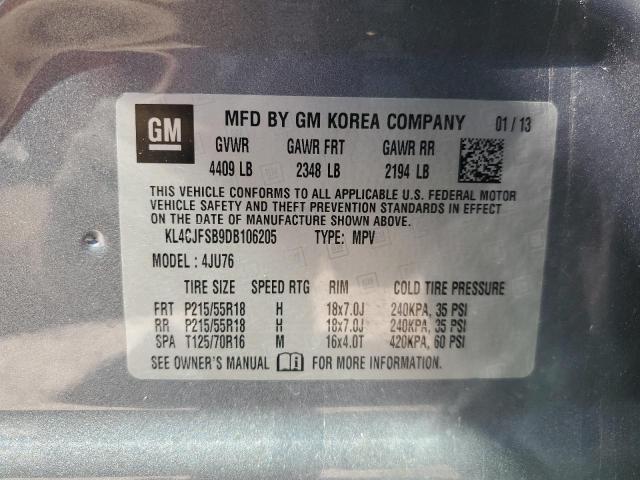 GM MFD BY GM KOREA COMPANY 01/13
GVWR GAWR FRT GAWR RR
4409 LB 2348 LB 2194 LB
THIS VEHICLE CONFORMS TO ALL APPLICABLE U.S. FEDERAL MOTOR
VEHICLE SAFETY AND THEFT PREVENTION STANDARDS IN EFFECT
ON THE DATE OF MANUFACTURE SHOWN ABOVE.
KL4CJFSB9DB106205 TYPE: MPV
MODEL: 4JU76
TIRE SIZE SPEED RTG RIM COLD TIRE PRESSURE
FRT P215/55R18 H 18x7.0J 240KPA, 35 PSI
RR P215/55R18 H 18x7.0J 240KPA, 35 PSI
SPA T125/70R16 M 16x4.0T 420KPA, 60 PSI
SEE OWNER'S MANUAL FOR MORE INFORMATION.